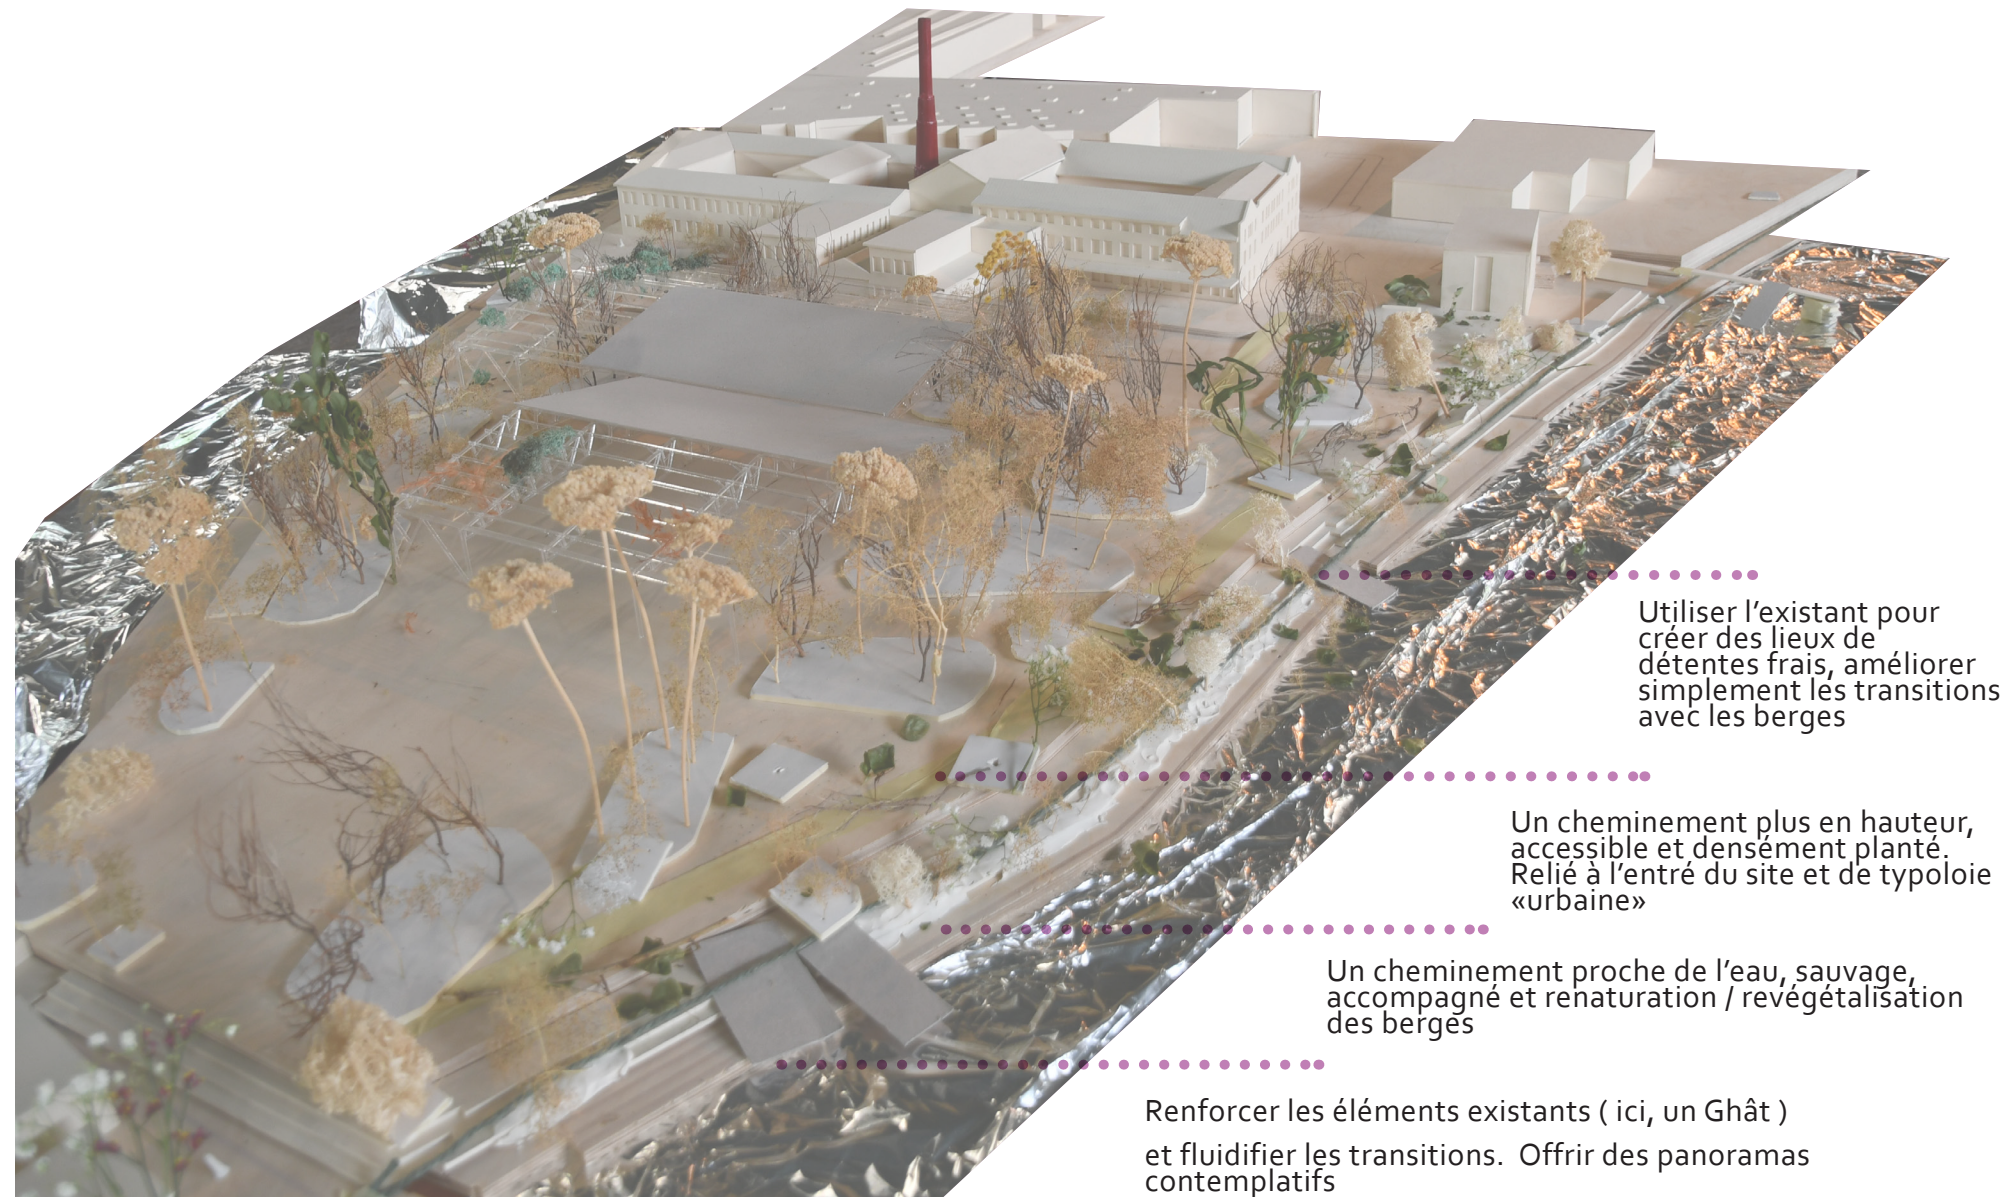 Utiliser l'existant pour
créer des lieux de
détentes frais, améliorer
simplement les transitions
avec les berges
Un cheminement plus en hauteur,
accessible et densément planté.
Relié à l'entré du site et de typoloie
«urbaine»
Un cheminement proche de l'eau, sauvage,
accompagné et renaturation / revégétalisation
des berges
Renforcer les éléments existants ( ici, un Ghât )
et fluidifier les transitions.  Offrir des panoramas
contemplatifs